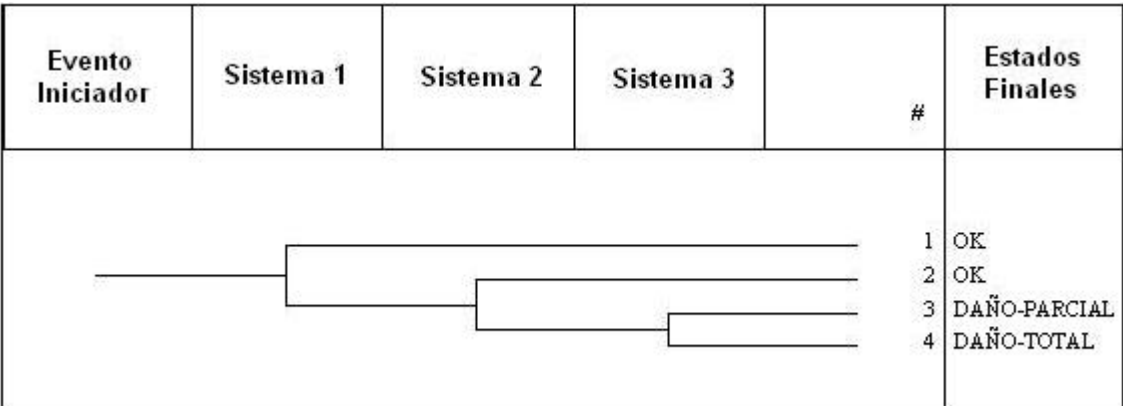 Evento
Iniciador
Sistema 1
Sistema 2
Sistema 3
#
Estados
Finales
1 OK
2 OK
3 DAÑO-PARCIAL
4 DAÑO-TOTAL